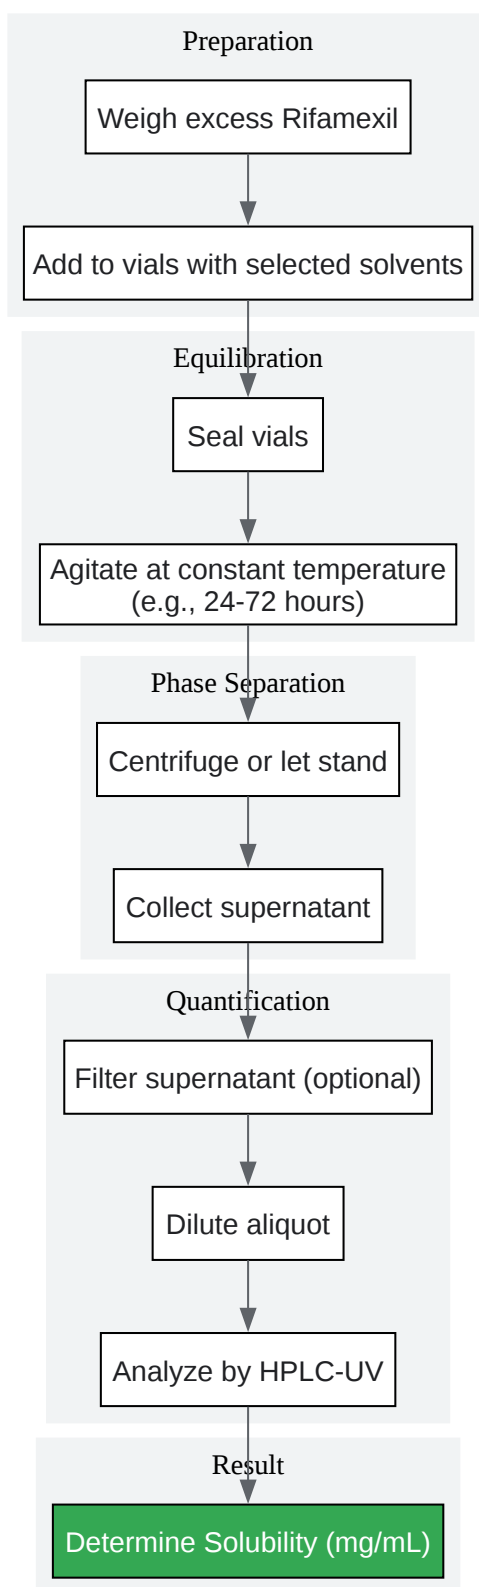 Preparation
Weigh excess Rifamexil
Add to vials with selected solvents
Equilibration
Seal vials
Agitate at constant temperature
(e.g., 24-72 hours)
Phase Separation
Centrifuge or let stand
Collect supernatant
Quantification
Filter supernatant (optional)
Dilute aliquot
Analyze by HPLC-UV
Result
Determine Solubility (mg/mL)